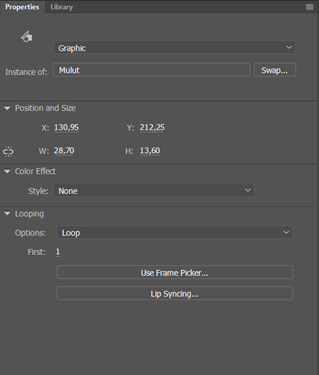 Properties Library
Graphic
Instance of: Mulut Swap...
Position and Size
X: 130,95 Y: 212,25
W: 28,70 H: 13,60
Color Effect
Style: None
Looping
Options: Loop
First: 1
Use Frame Picker...
Lip Syncing...